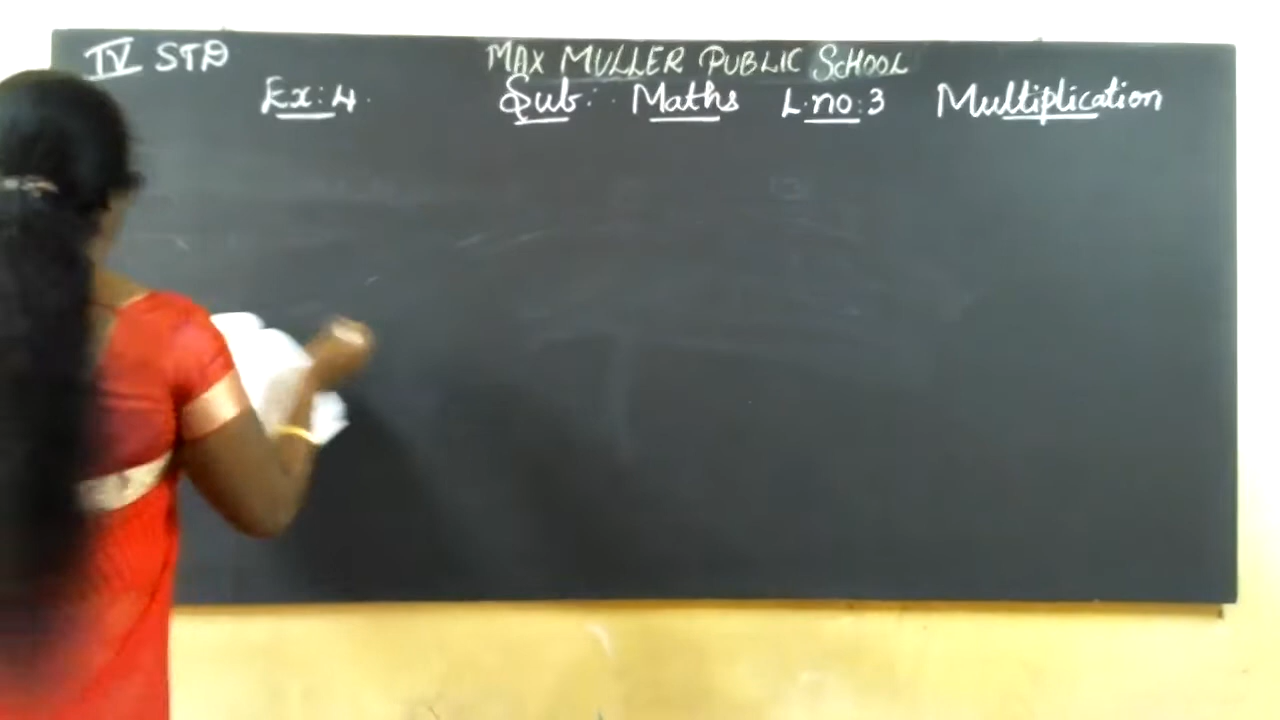 IV STD MAX MULLER PUBLIC SCHOOL
Ex: 4. Sub: Maths L.no:3 Multiplication